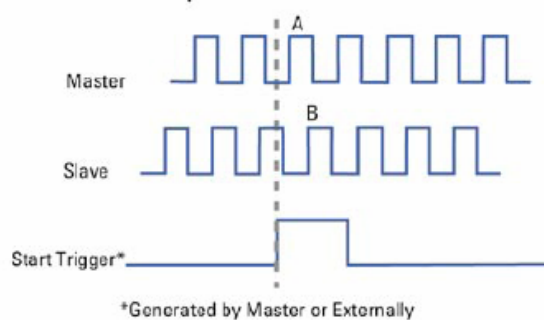 A
Master
B
Slave
Start Trigger*
*Generated by Master or Externally